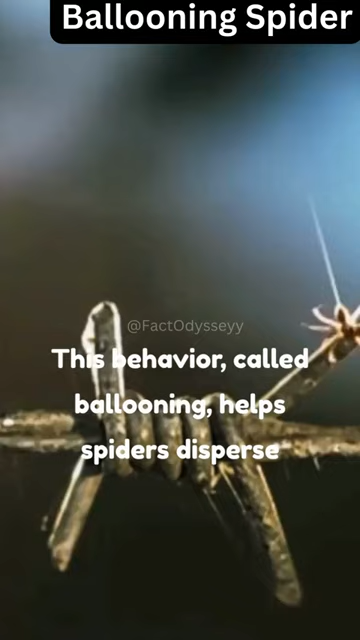 Ballooning Spider
@FactOdysseyy
This behavior, called
ballooning, helps
spiders disperse